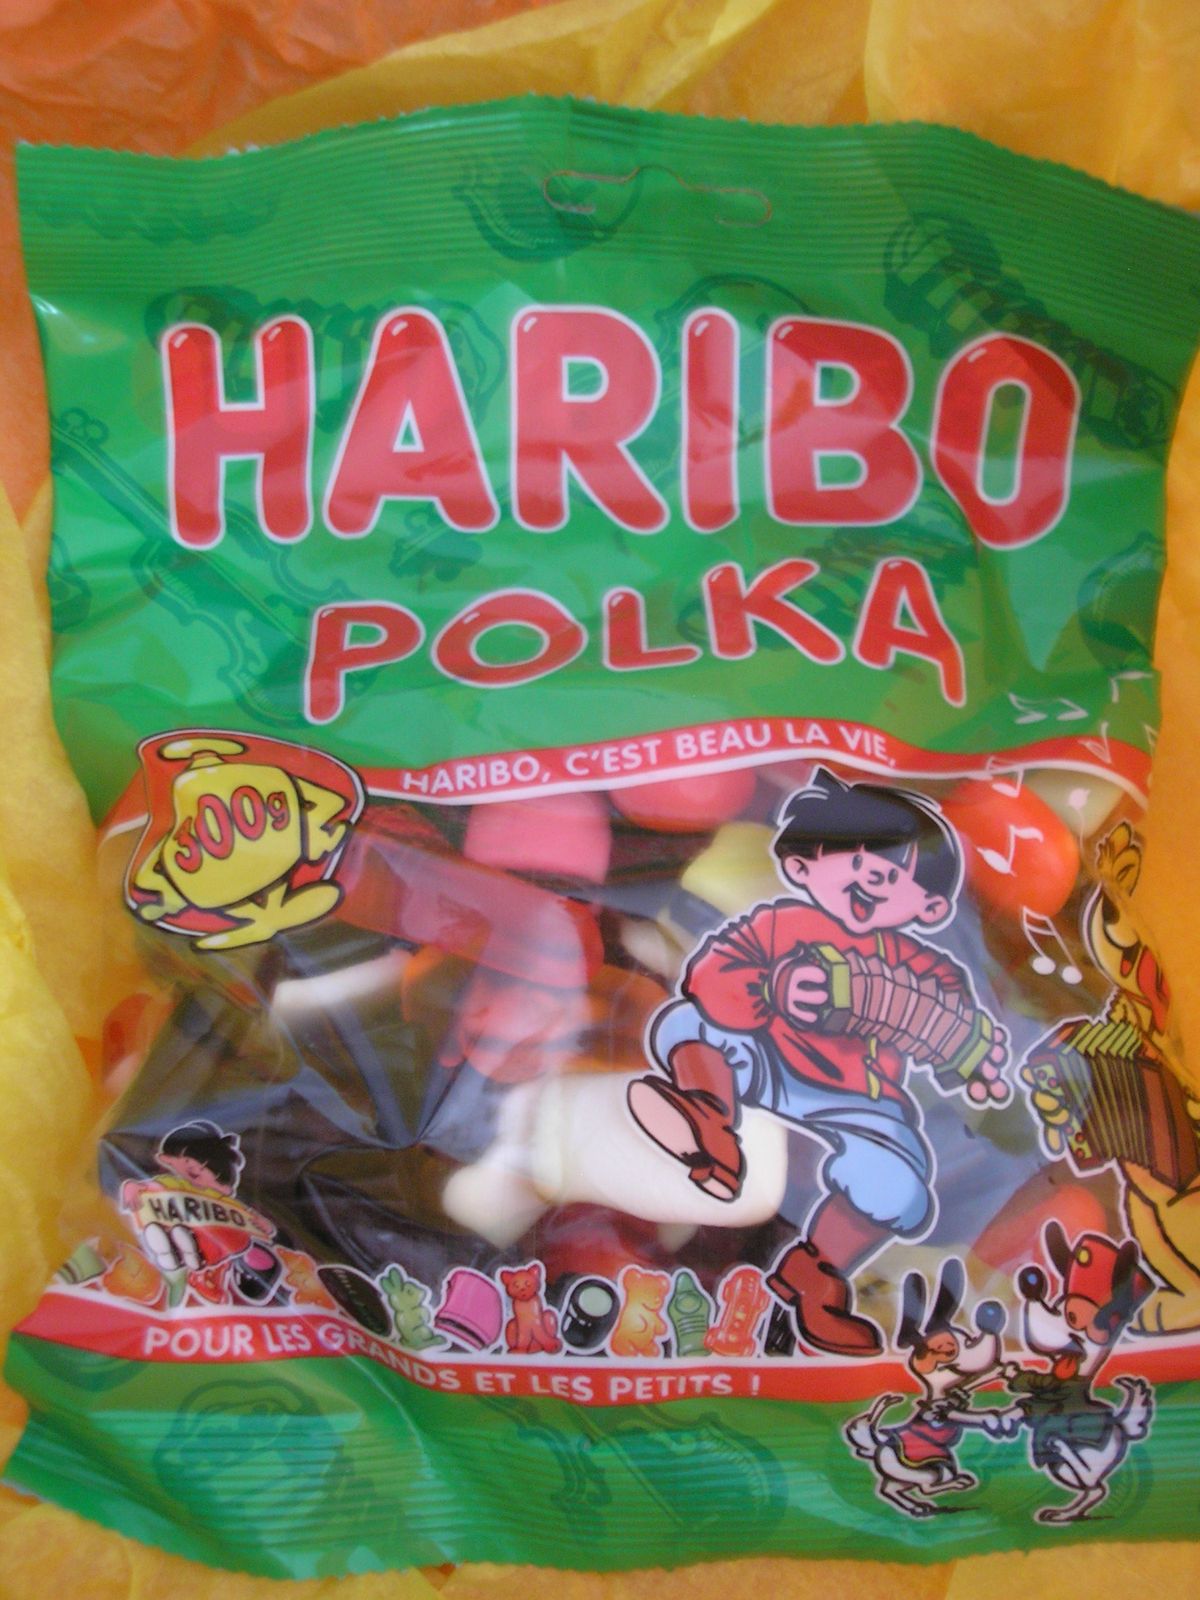 HARIBO
POLKA
HARIBO, C'EST BEAU LA VIE,
300g
HARIBO
POUR LES GRANDS ET LES PETITS !